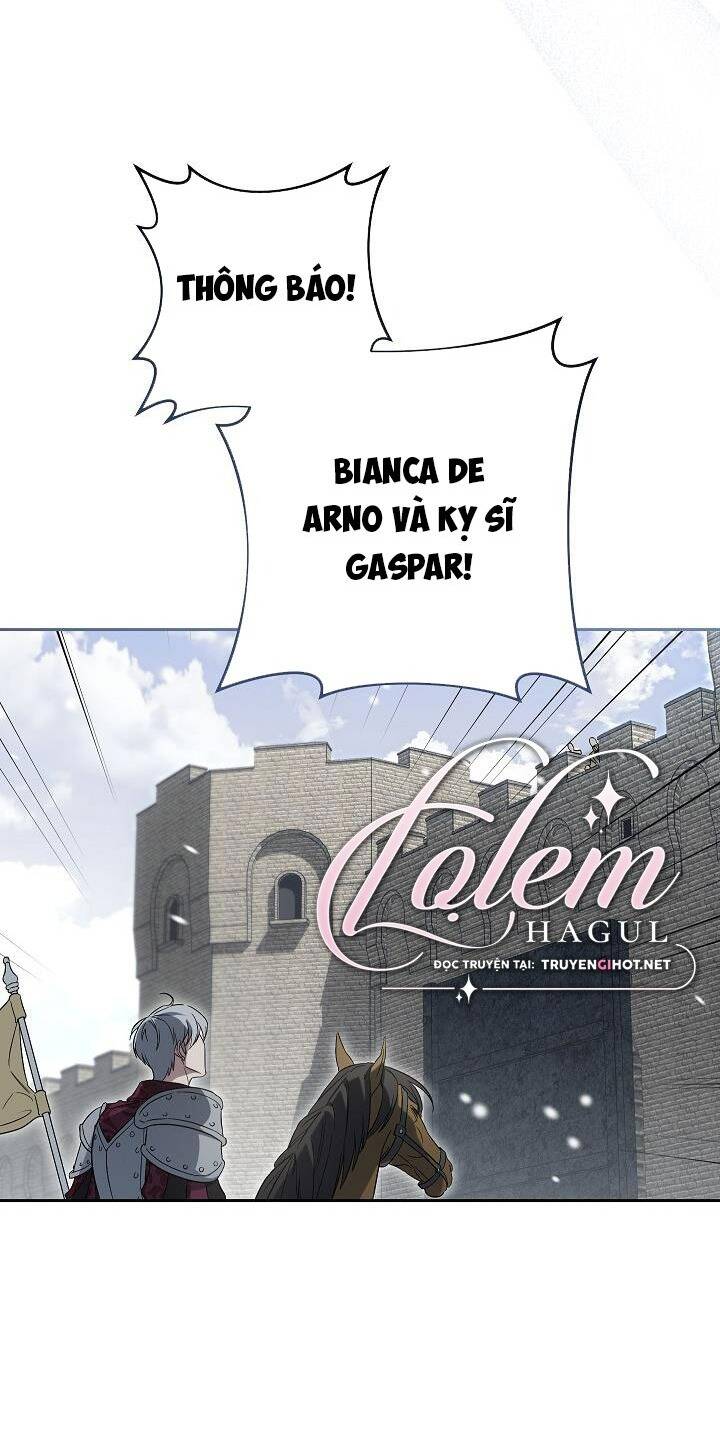 THÔNG BÁO!
BIANCA DE
ARNO VÀ KỴ SĨ
GASPAR!
Lọlem
HAGUL
ĐỌC TRUYỆN TẠI: TRUYENGIHOT.NET